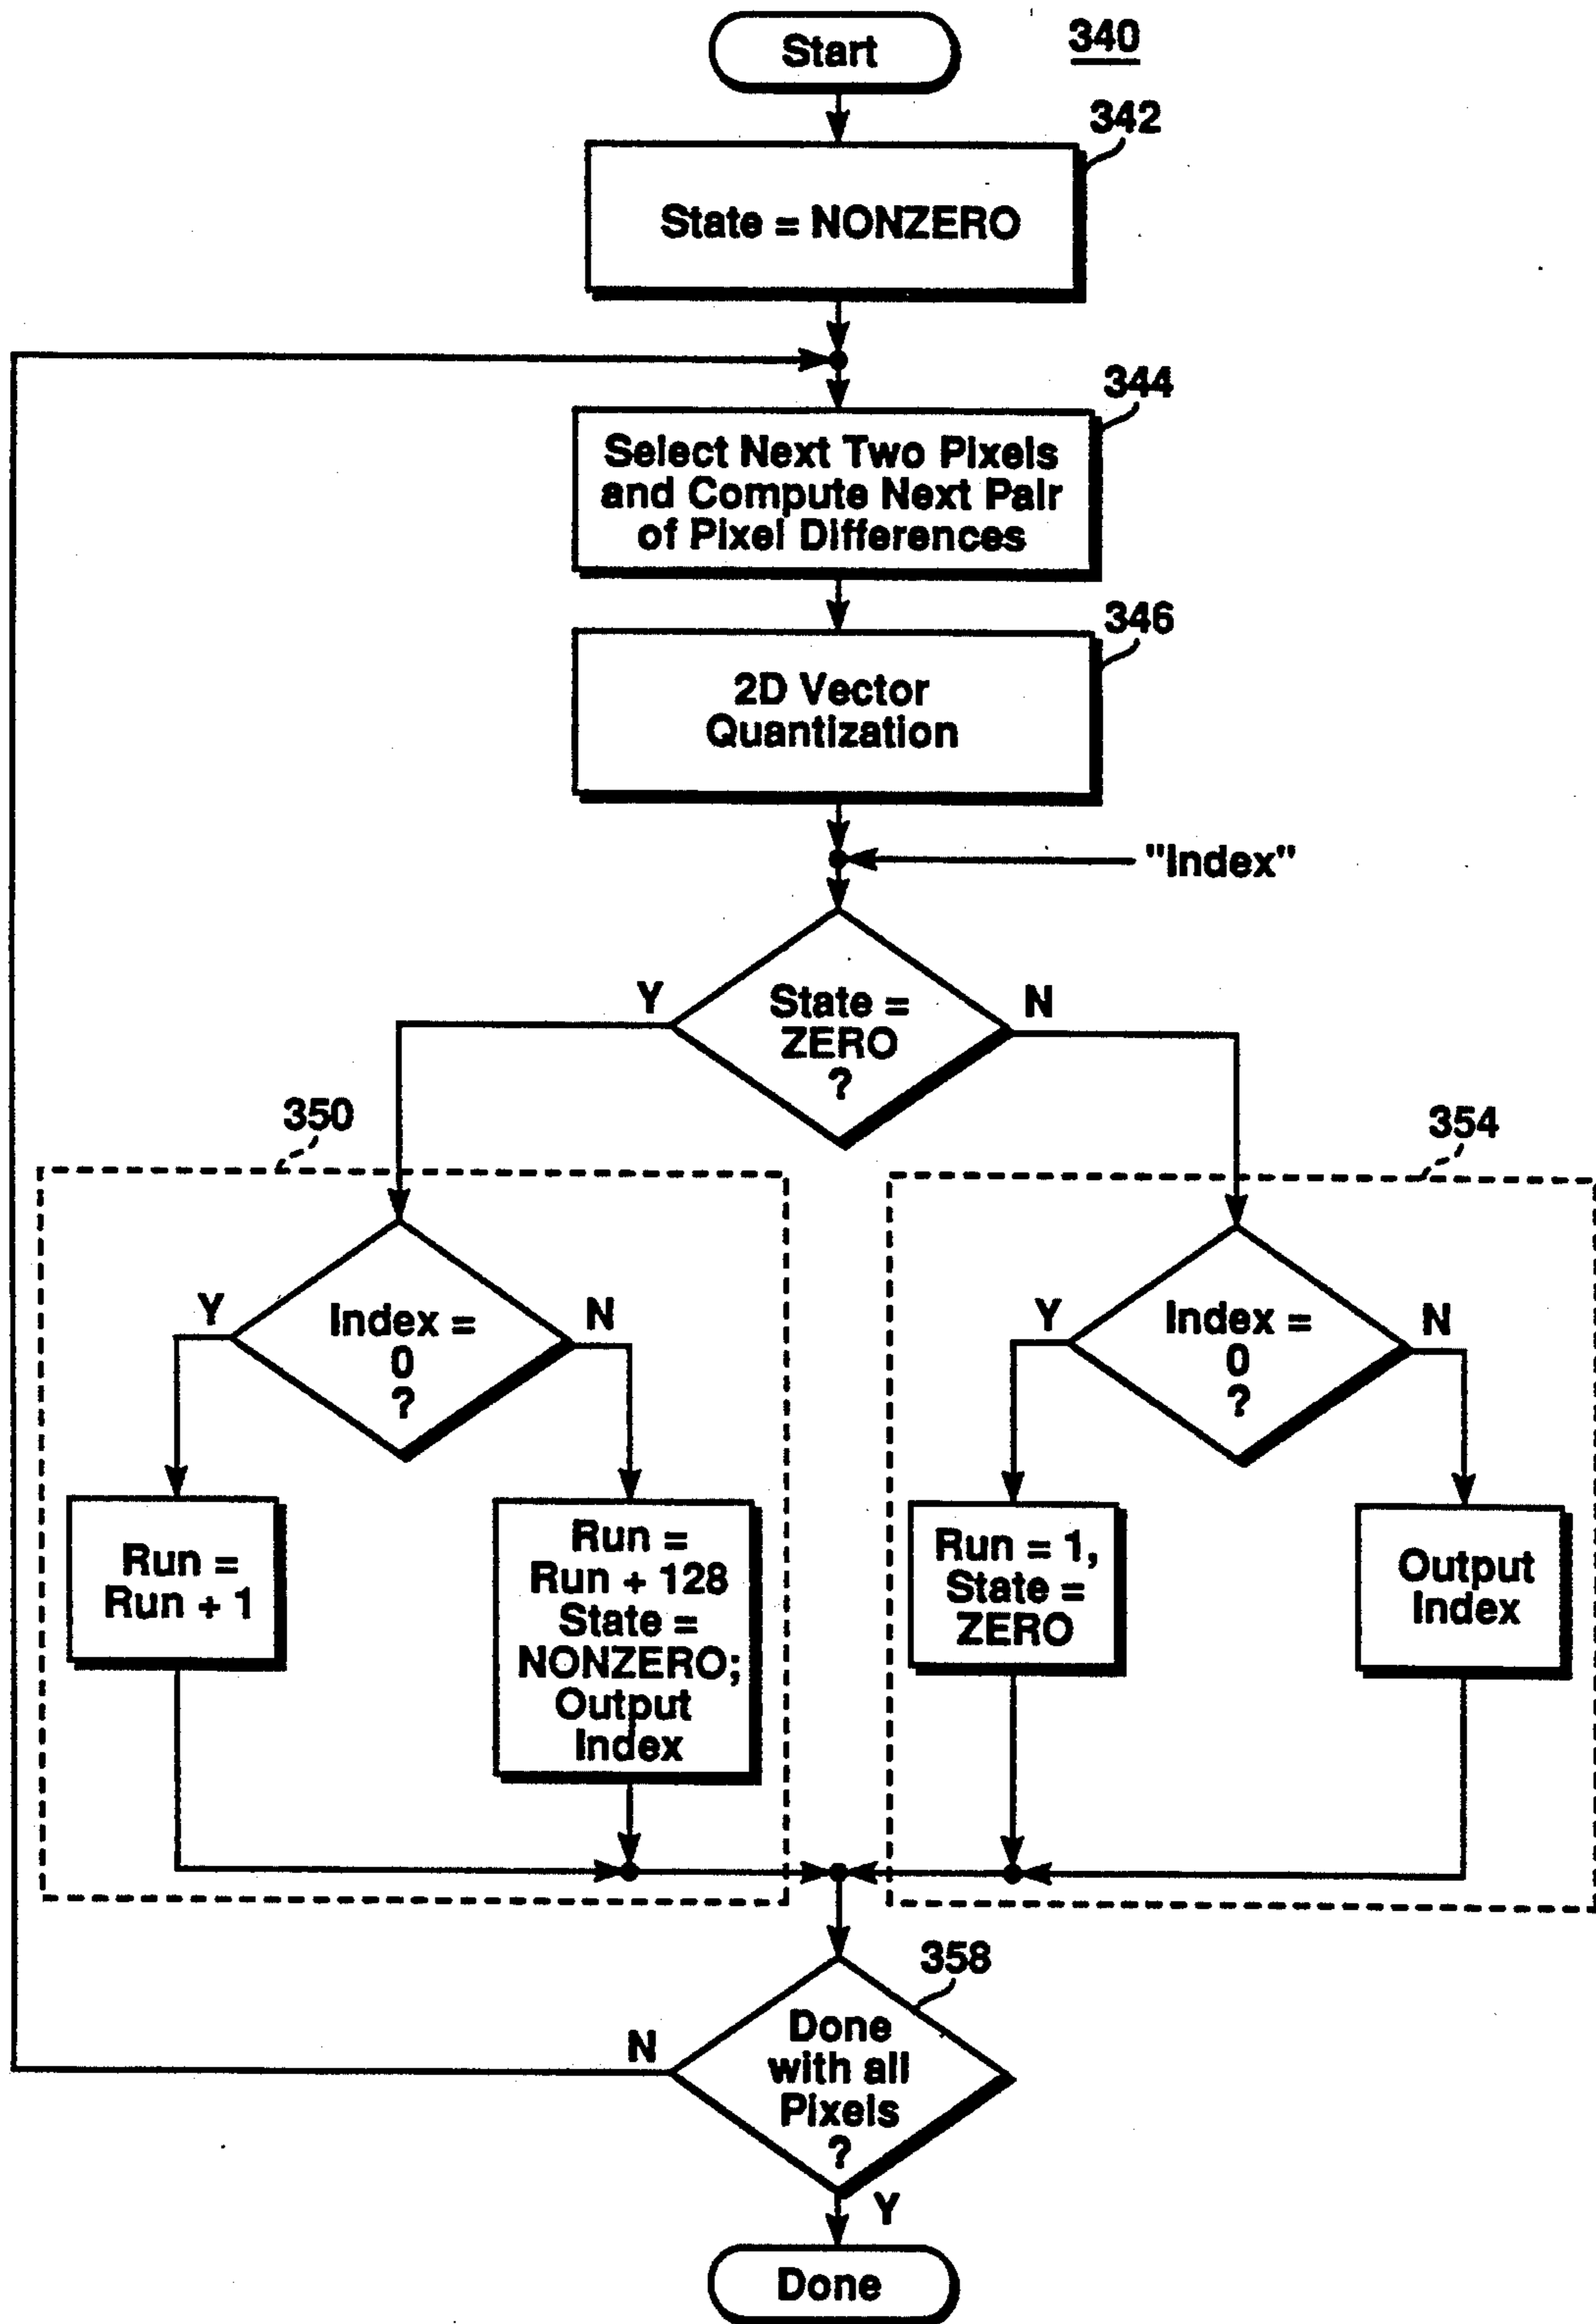 Start
340
342
State = NONZERO
344
Select Next Two Pixels
and Compute Next Pair
of Pixel Differences
346
2D Vector
Quantization
"Index"
State =
ZERO
?
Y
N
350
354
Index =
0
?
Y
N
Index =
0
?
Y
N
Run =
Run + 1
Run =
Run + 128
State =
NONZERO;
Output
Index
Run = 1,
State =
ZERO
Output
Index
358
Done
with all
Pixels
?
N
Y
Done